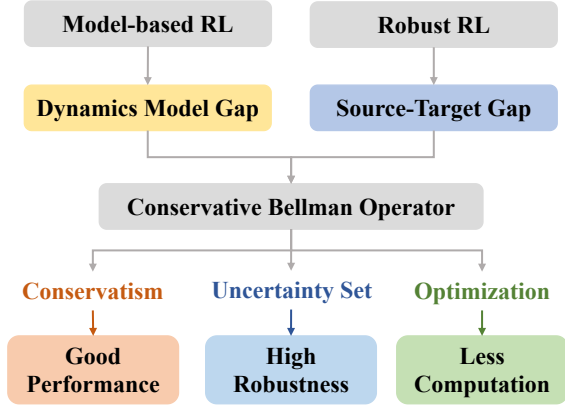 Model-based RL
Robust RL
Dynamics Model Gap
Source-Target Gap
Conservative Bellman Operator
Conservatism
Uncertainty Set
Optimization
Good
Performance
High
Robustness
Less
Computation